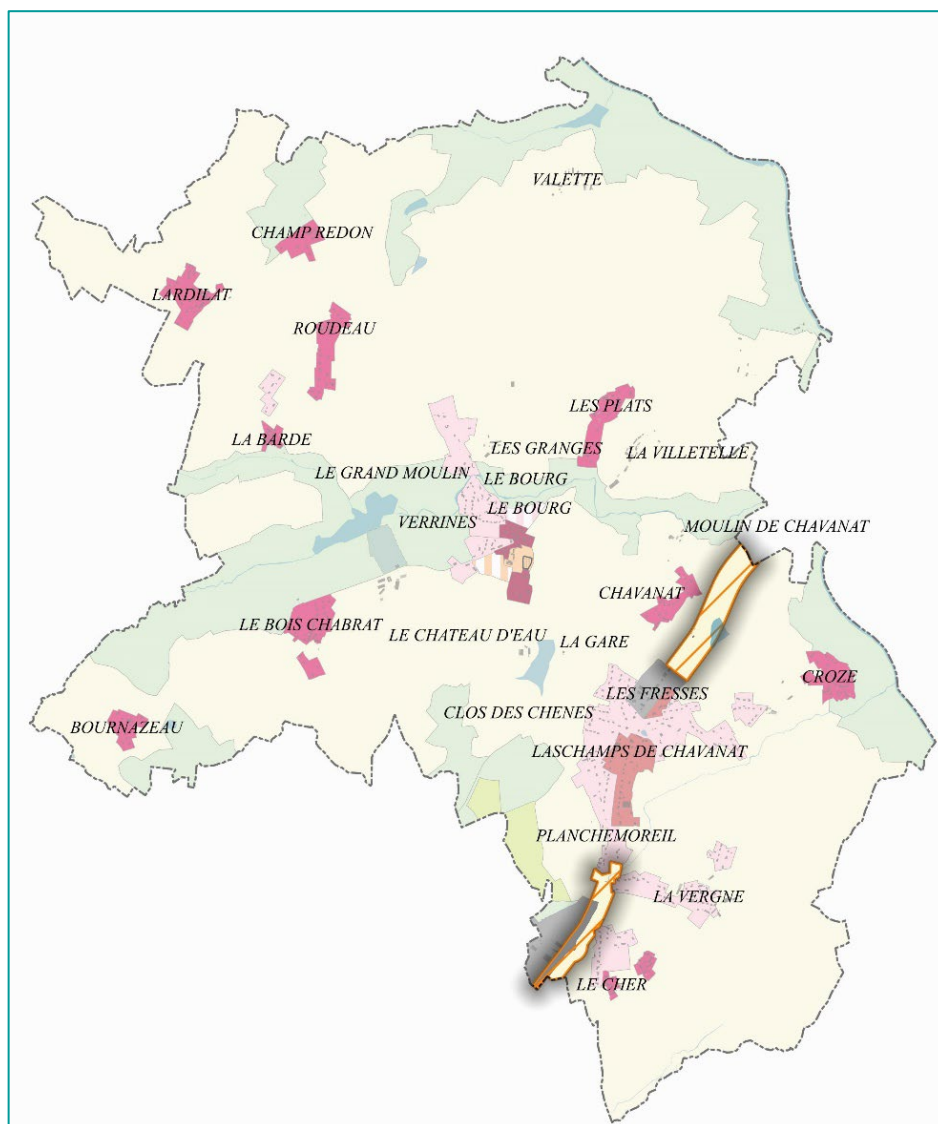 VALETTE
CHAMP REDON
LARDILAT
ROUDEAU
LES PLATS
LA BARDE
LES GRANGES
LA VILLETELLE
LE GRAND MOULIN
LE BOURG
LE BOURG
VERRINES
MOULIN DE CHAVANAT
CHAVANAT
LE BOIS CHABRAT
LE CHATEAU D'EAU
LA GARE
CROZE
LES FRESSES
CLOS DES CHENES
BOURNAZEAU
LASCHAMPS DE CHAVANAT
PLANCHEMOREIL
LA VERGNE
LE CHER